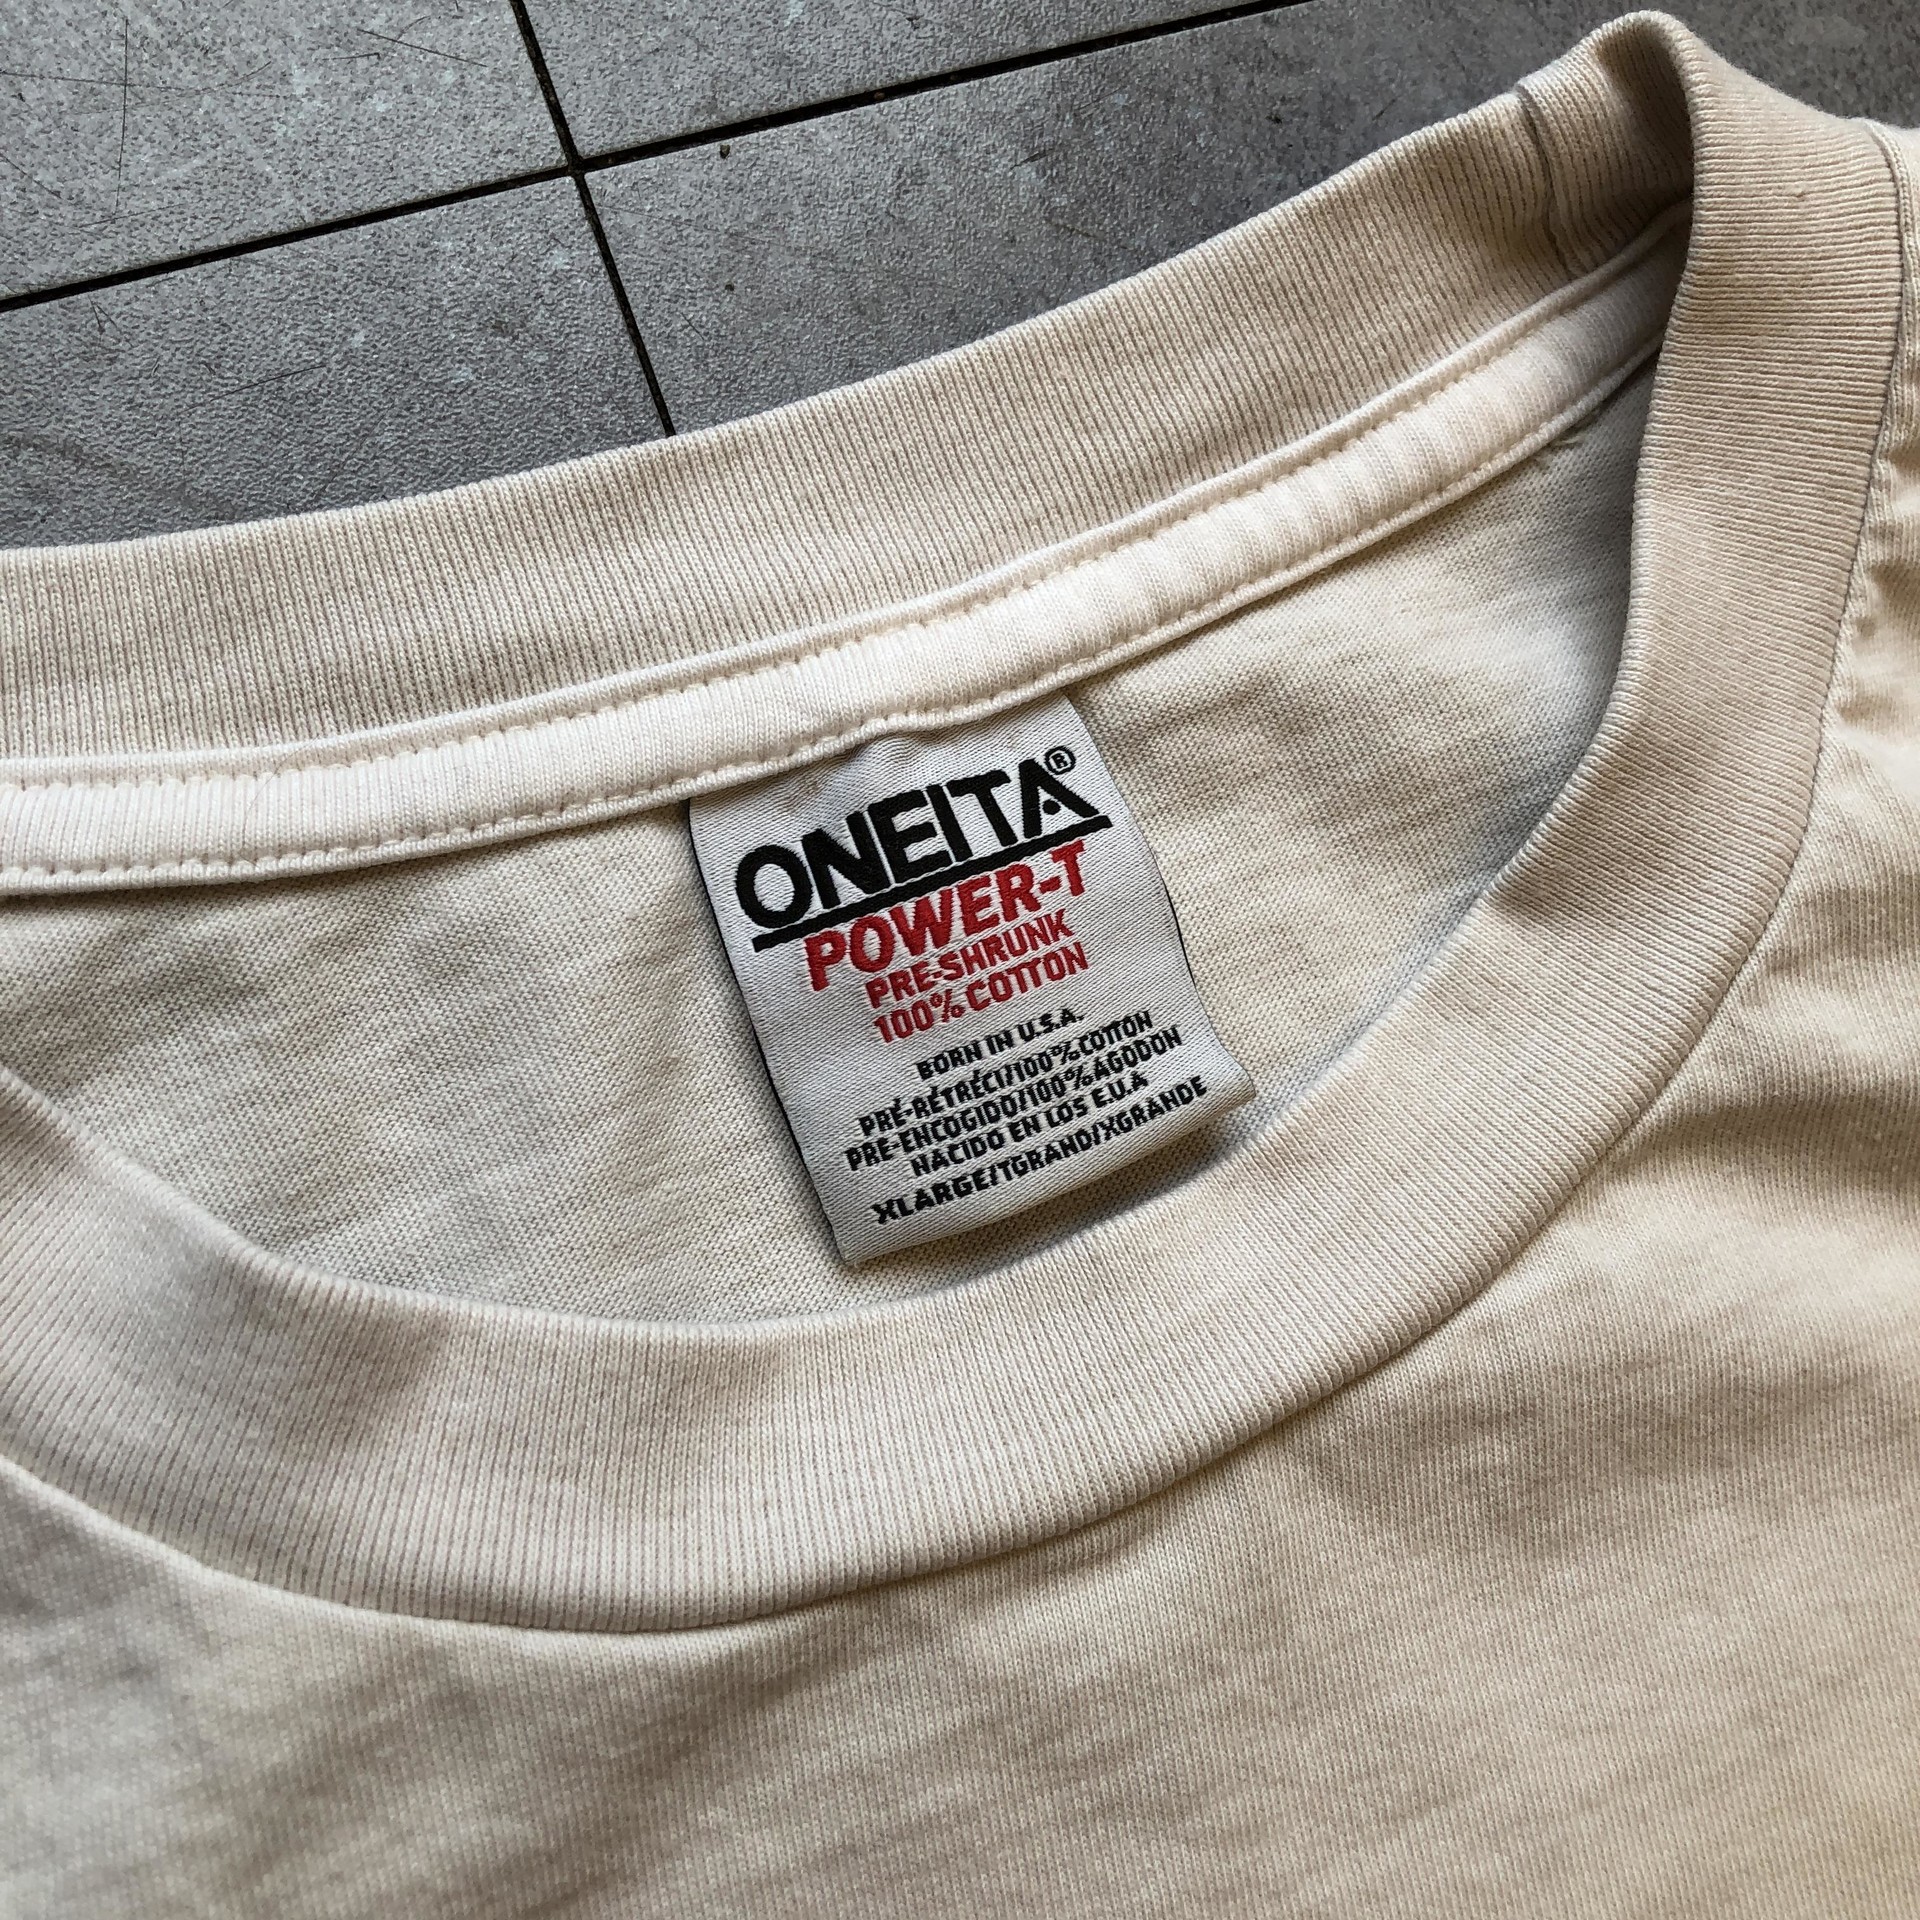 ONEITA®
POWER-T
PRE-SHRUNK
100% COTTON
BORN IN U.S.A.
PRÉ-RÉTRÉCI/100% COTTON
PRE-ENCOGIDO/100% AGODON
NACIDO EN LOS E.U.A
XLARGE/TGRAND/XGRANDE